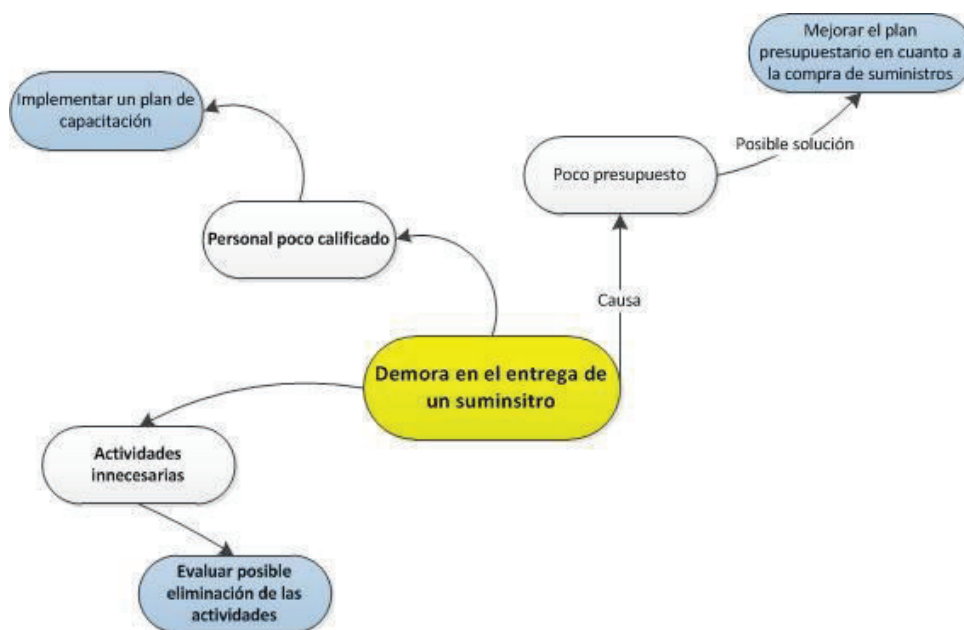 Mejorar el plan
presupuestario en cuanto a
la compra de suministros
Implementar un plan de
capacitación
Posible solución
Poco presupuesto
Personal poco calificado
Causa
Demora en el entrega de
un suminsitro
Actividades
innecesarias
Evaluar posible
eliminación de las
actividades